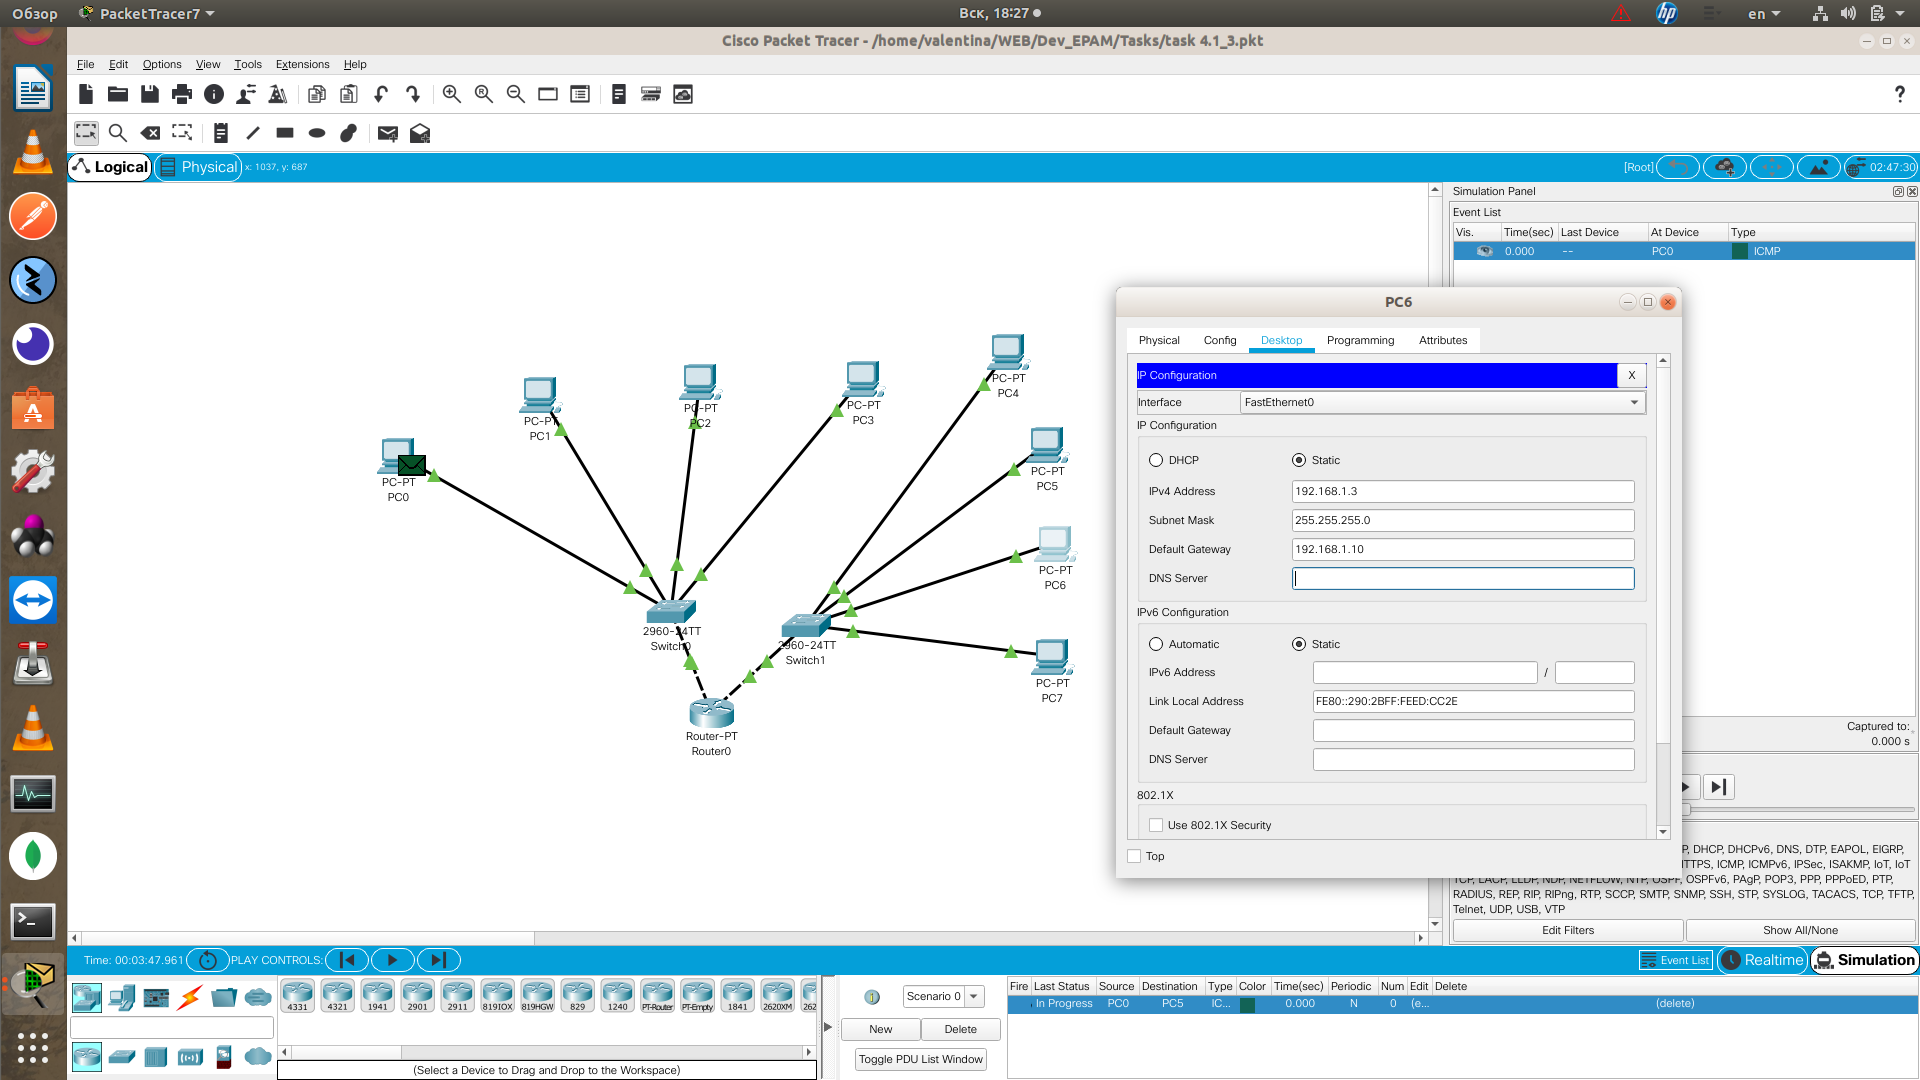 Обзор PacketTracer7 Вск, 18:27 en
Cisco Packet Tracer - /home/valentina/WEB/Dev_EPAM/Tasks/task 4.1_3.pkt
File Edit Options View Tools Extensions Help
?
Logical Physical x: 1037, y: 687 [Root] 02:47:30
Simulation Panel
Event List
Vis. Time(sec) Last Device At Device Type
0.000 -- PC0 ICMP
PC-PT
PC0
PC-PT
PC1
PC-PT
PC2
PC-PT
PC3
PC-PT
PC4
PC-PT
PC5
PC-PT
PC6
PC-PT
PC7
2960-24TT
Switch0
2960-24TT
Switch1
Router-PT
Router0
PC6
Physical Config Desktop Programming Attributes
IP Configuration X
Interface FastEthernet0
IP Configuration
DHCP Static
IPv4 Address 192.168.1.3
Subnet Mask 255.255.255.0
Default Gateway 192.168.1.10
DNS Server
IPv6 Configuration
Automatic Static
IPv6 Address /
Link Local Address FE80::290:2BFF:FEED:CC2E
Default Gateway
DNS Server
802.1X
Use 802.1X Security
Top
Captured to:
0.000 s
P, DHCP, DHCPv6, DNS, DTP, EAPOL, EIGRP,
TTPS, ICMP, ICMPv6, IPSec, ISAKMP, IoT, IoT
TCP, LACP, LLDP, NDP, NETFLOW, NTP, OSPF, OSPFv6, PAgP, POP3, PPP, PPPoED, PTP,
RADIUS, REP, RIP, RIPng, RTP, SCCP, SMTP, SNMP, SSH, STP, SYSLOG, TACACS, TCP, TFTP,
Telnet, UDP, USB, VTP
Edit Filters Show All/None
Time: 00:03:47.961 PLAY CONTROLS: Event List Realtime Simulation
4331 4321 1941 2901 2911 819IOX 819HGW 829 1240 PT-Router PT-Empty 1841 2620XM 262
(Select a Device to Drag and Drop to the Workspace)
Scenario 0
New Delete
Toggle PDU List Window
Fire Last Status Source Destination Type Color Time(sec) Periodic Num Edit Delete
In Progress PC0 PC5 IC... 0.000 N 0 (e... (delete)